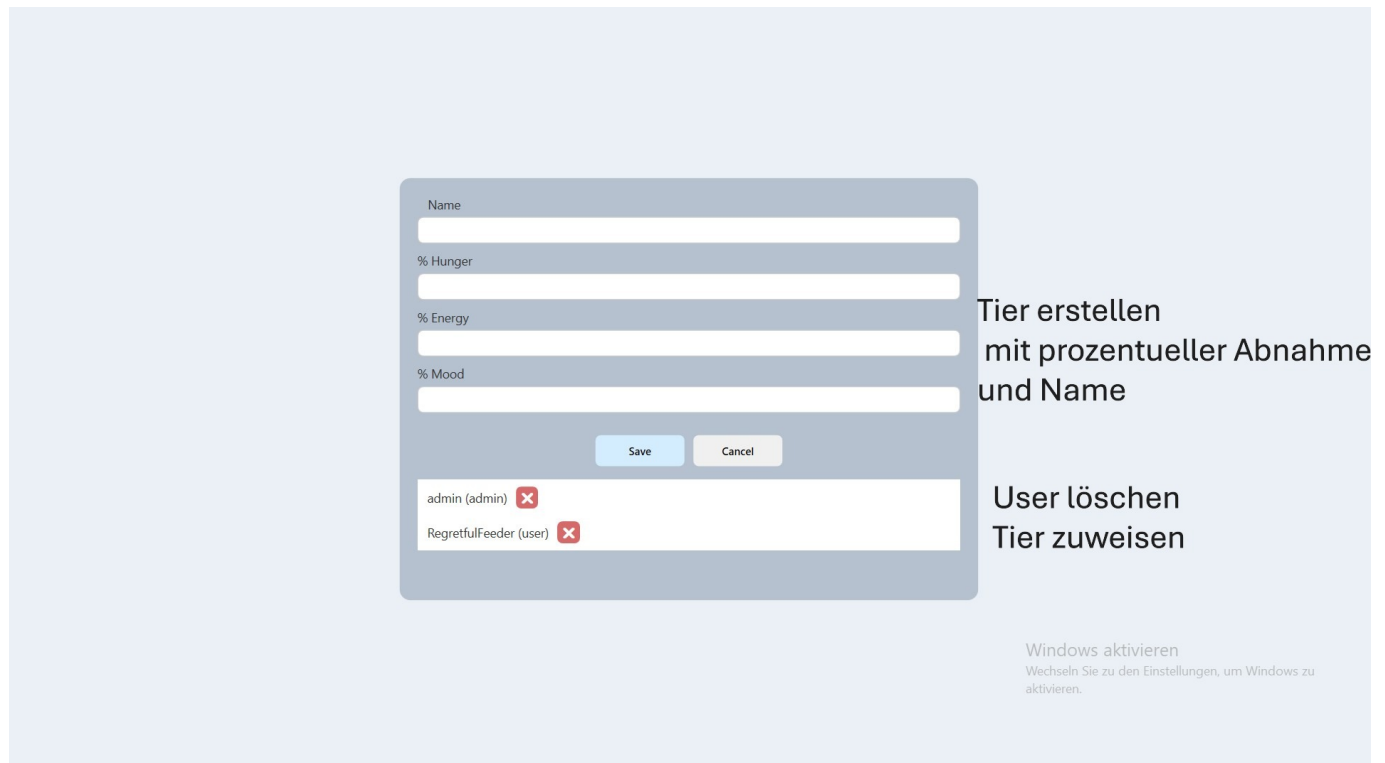 Name
% Hunger
% Energy
% Mood
Save
Cancel
admin (admin)
RegretfulFeeder (user)
Tier erstellen
mit prozentueller Abnahme
und Name
User löschen
Tier zuweisen
Windows aktivieren
Wechseln Sie zu den Einstellungen, um Windows zu
aktivieren.